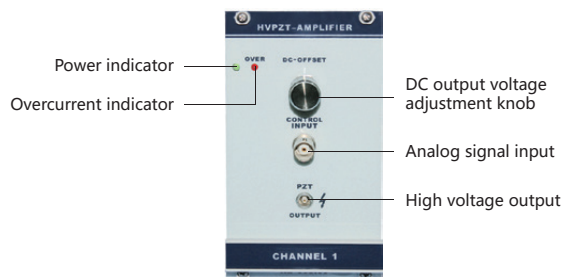 HVPZT-AMPLIFIER
OVER
DC-OFFSET
Power indicator
Overcurrent indicator
DC output voltage
adjustment knob
CONTROL
INPUT
Analog signal input
PZT
High voltage output
OUTPUT
CHANNEL 1